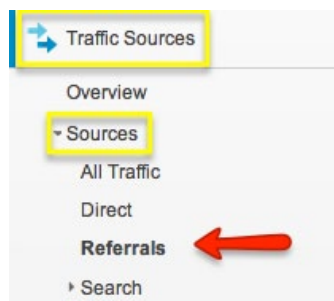 Traffic Sources
Overview
Sources
All Traffic
Direct
Referrals
Search